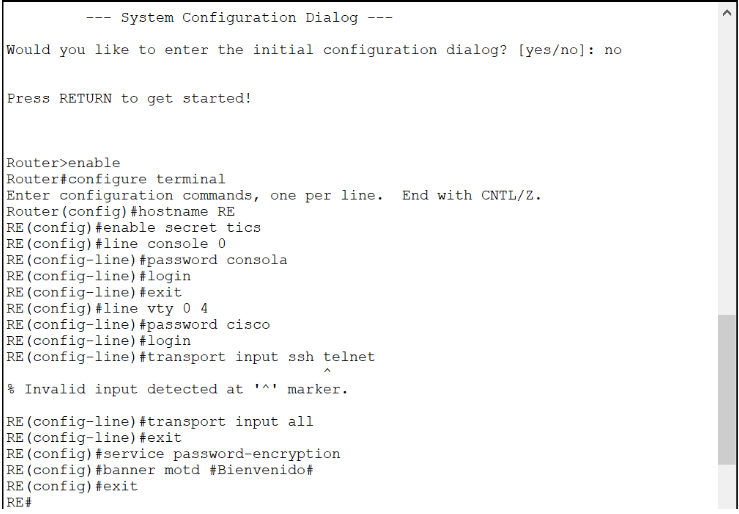 --- System Configuration Dialog ---
Would you like to enter the initial configuration dialog? [yes/no]: no
Press RETURN to get started!
Router>enable
Router#configure terminal
Enter configuration commands, one per line.  End with CNTL/Z.
Router(config)#hostname RE
RE(config)#enable secret tics
RE(config)#line console 0
RE(config-line)#password consola
RE(config-line)#login
RE(config-line)#exit
RE(config)#line vty 0 4
RE(config-line)#password cisco
RE(config-line)#login
RE(config-line)#transport input ssh telnet
^
% Invalid input detected at '^' marker.
RE(config-line)#transport input all
RE(config-line)#exit
RE(config)#service password-encryption
RE(config)#banner motd #Bienvenido#
RE(config)#exit
RE#